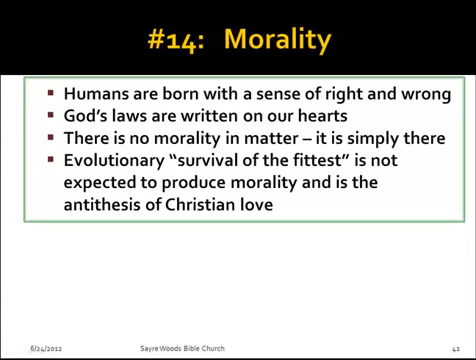 #14: Morality
▪ Humans are born with a sense of right and wrong
▪ God's laws are written on our hearts
▪ There is no morality in matter – it is simply there
▪ Evolutionary “survival of the fittest” is not
expected to produce morality and is the
antithesis of Christian love
6/24/2012 Sayre Woods Bible Church 42